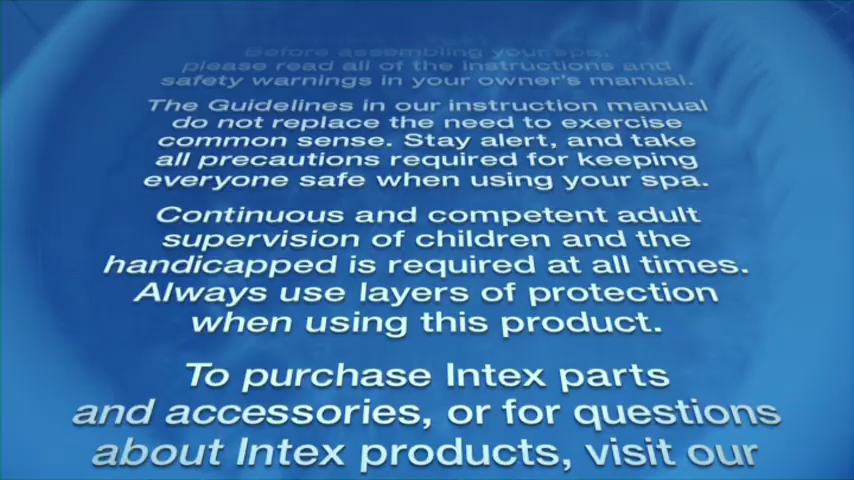 Before assembling your spa,
please read all of the instructions and
safety warnings in your owner's manual.
The Guidelines in our instruction manual
do not replace the need to exercise
common sense. Stay alert, and take
all precautions required for keeping
everyone safe when using your spa.
Continuous and competent adult
supervision of children and the
handicapped is required at all times.
Always use layers of protection
when using this product.
To purchase Intex parts
and accessories, or for questions
about Intex products, visit our